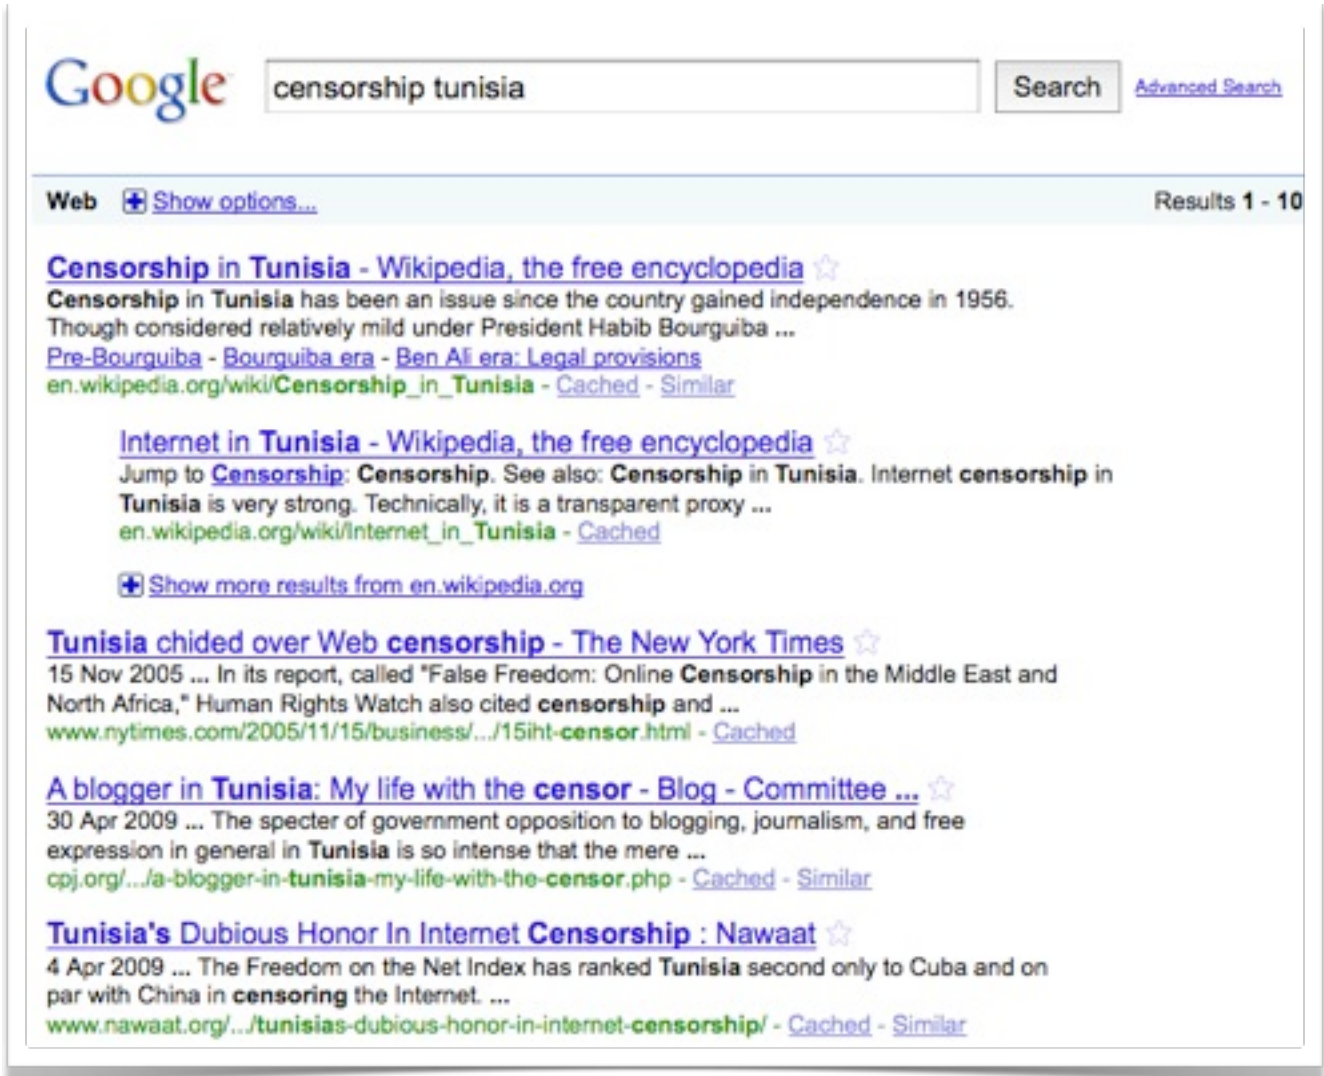 Google censorship tunisia Search Advanced Search
Web Show options... Results 1 - 10
Censorship in Tunisia - Wikipedia, the free encyclopedia
Censorship in Tunisia has been an issue since the country gained independence in 1956.
Though considered relatively mild under President Habib Bourguiba ...
Pre-Bourguiba - Bourguiba era - Ben Ali era: Legal provisions
en.wikipedia.org/wiki/Censorship_in_Tunisia - Cached - Similar
Internet in Tunisia - Wikipedia, the free encyclopedia
Jump to Censorship: Censorship. See also: Censorship in Tunisia. Internet censorship in
Tunisia is very strong. Technically, it is a transparent proxy ...
en.wikipedia.org/wiki/Internet_in_Tunisia - Cached
Show more results from en.wikipedia.org
Tunisia chided over Web censorship - The New York Times
15 Nov 2005 ... In its report, called "False Freedom: Online Censorship in the Middle East and
North Africa," Human Rights Watch also cited censorship and ...
www.nytimes.com/2005/11/15/business/.../15iht-censor.html - Cached
A blogger in Tunisia: My life with the censor - Blog - Committee ...
30 Apr 2009 ... The specter of government opposition to blogging, journalism, and free
expression in general in Tunisia is so intense that the mere ...
cpj.org/.../a-blogger-in-tunisia-my-life-with-the-censor.php - Cached - Similar
Tunisia's Dubious Honor In Internet Censorship : Nawaat
4 Apr 2009 ... The Freedom on the Net Index has ranked Tunisia second only to Cuba and on
par with China in censoring the Internet. ...
www.nawaat.org/.../tunisias-dubious-honor-in-internet-censorship/ - Cached - Similar